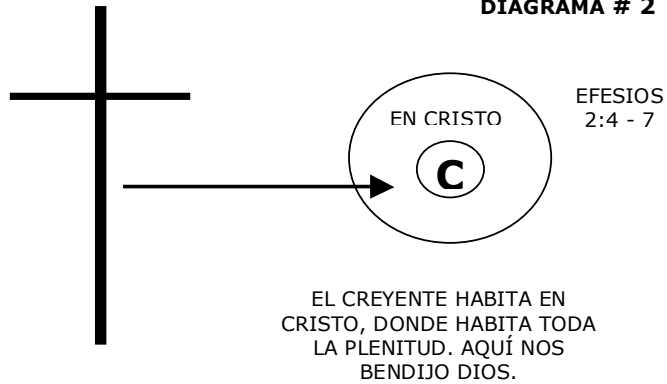 DIAGRAMA # 2
EN CRISTO
C
EFESIOS
2:4 - 7
EL CREYENTE HABITA EN
CRISTO, DONDE HABITA TODA
LA PLENITUD. AQUÍ NOS
BENDIJO DIOS.